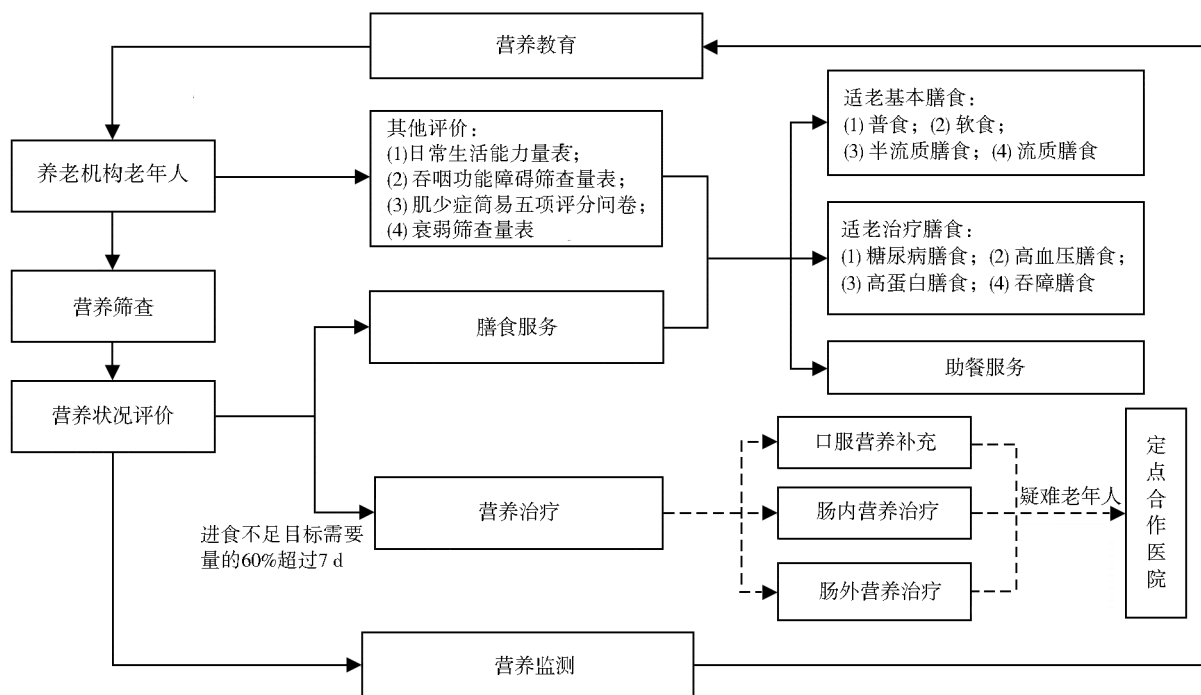 营养教育
养老机构老年人
其他评价：
(1)日常生活能力量表；
(2) 吞咽功能障碍筛查量表；
(3) 肌少症简易五项评分问卷；
(4) 衰弱筛查量表
适老基本膳食：
(1) 普食；(2) 软食；
(3) 半流质膳食；(4) 流质膳食
适老治疗膳食：
(1) 糖尿病膳食；(2) 高血压膳食；
(3) 高蛋白膳食；(4) 吞障膳食
营养筛查
膳食服务
助餐服务
营养状况评价
口服营养补充
营养治疗
进食不足目标需要
量的60%超过7 d
肠内营养治疗
肠外营养治疗
疑难老年人
定点合作医院
营养监测